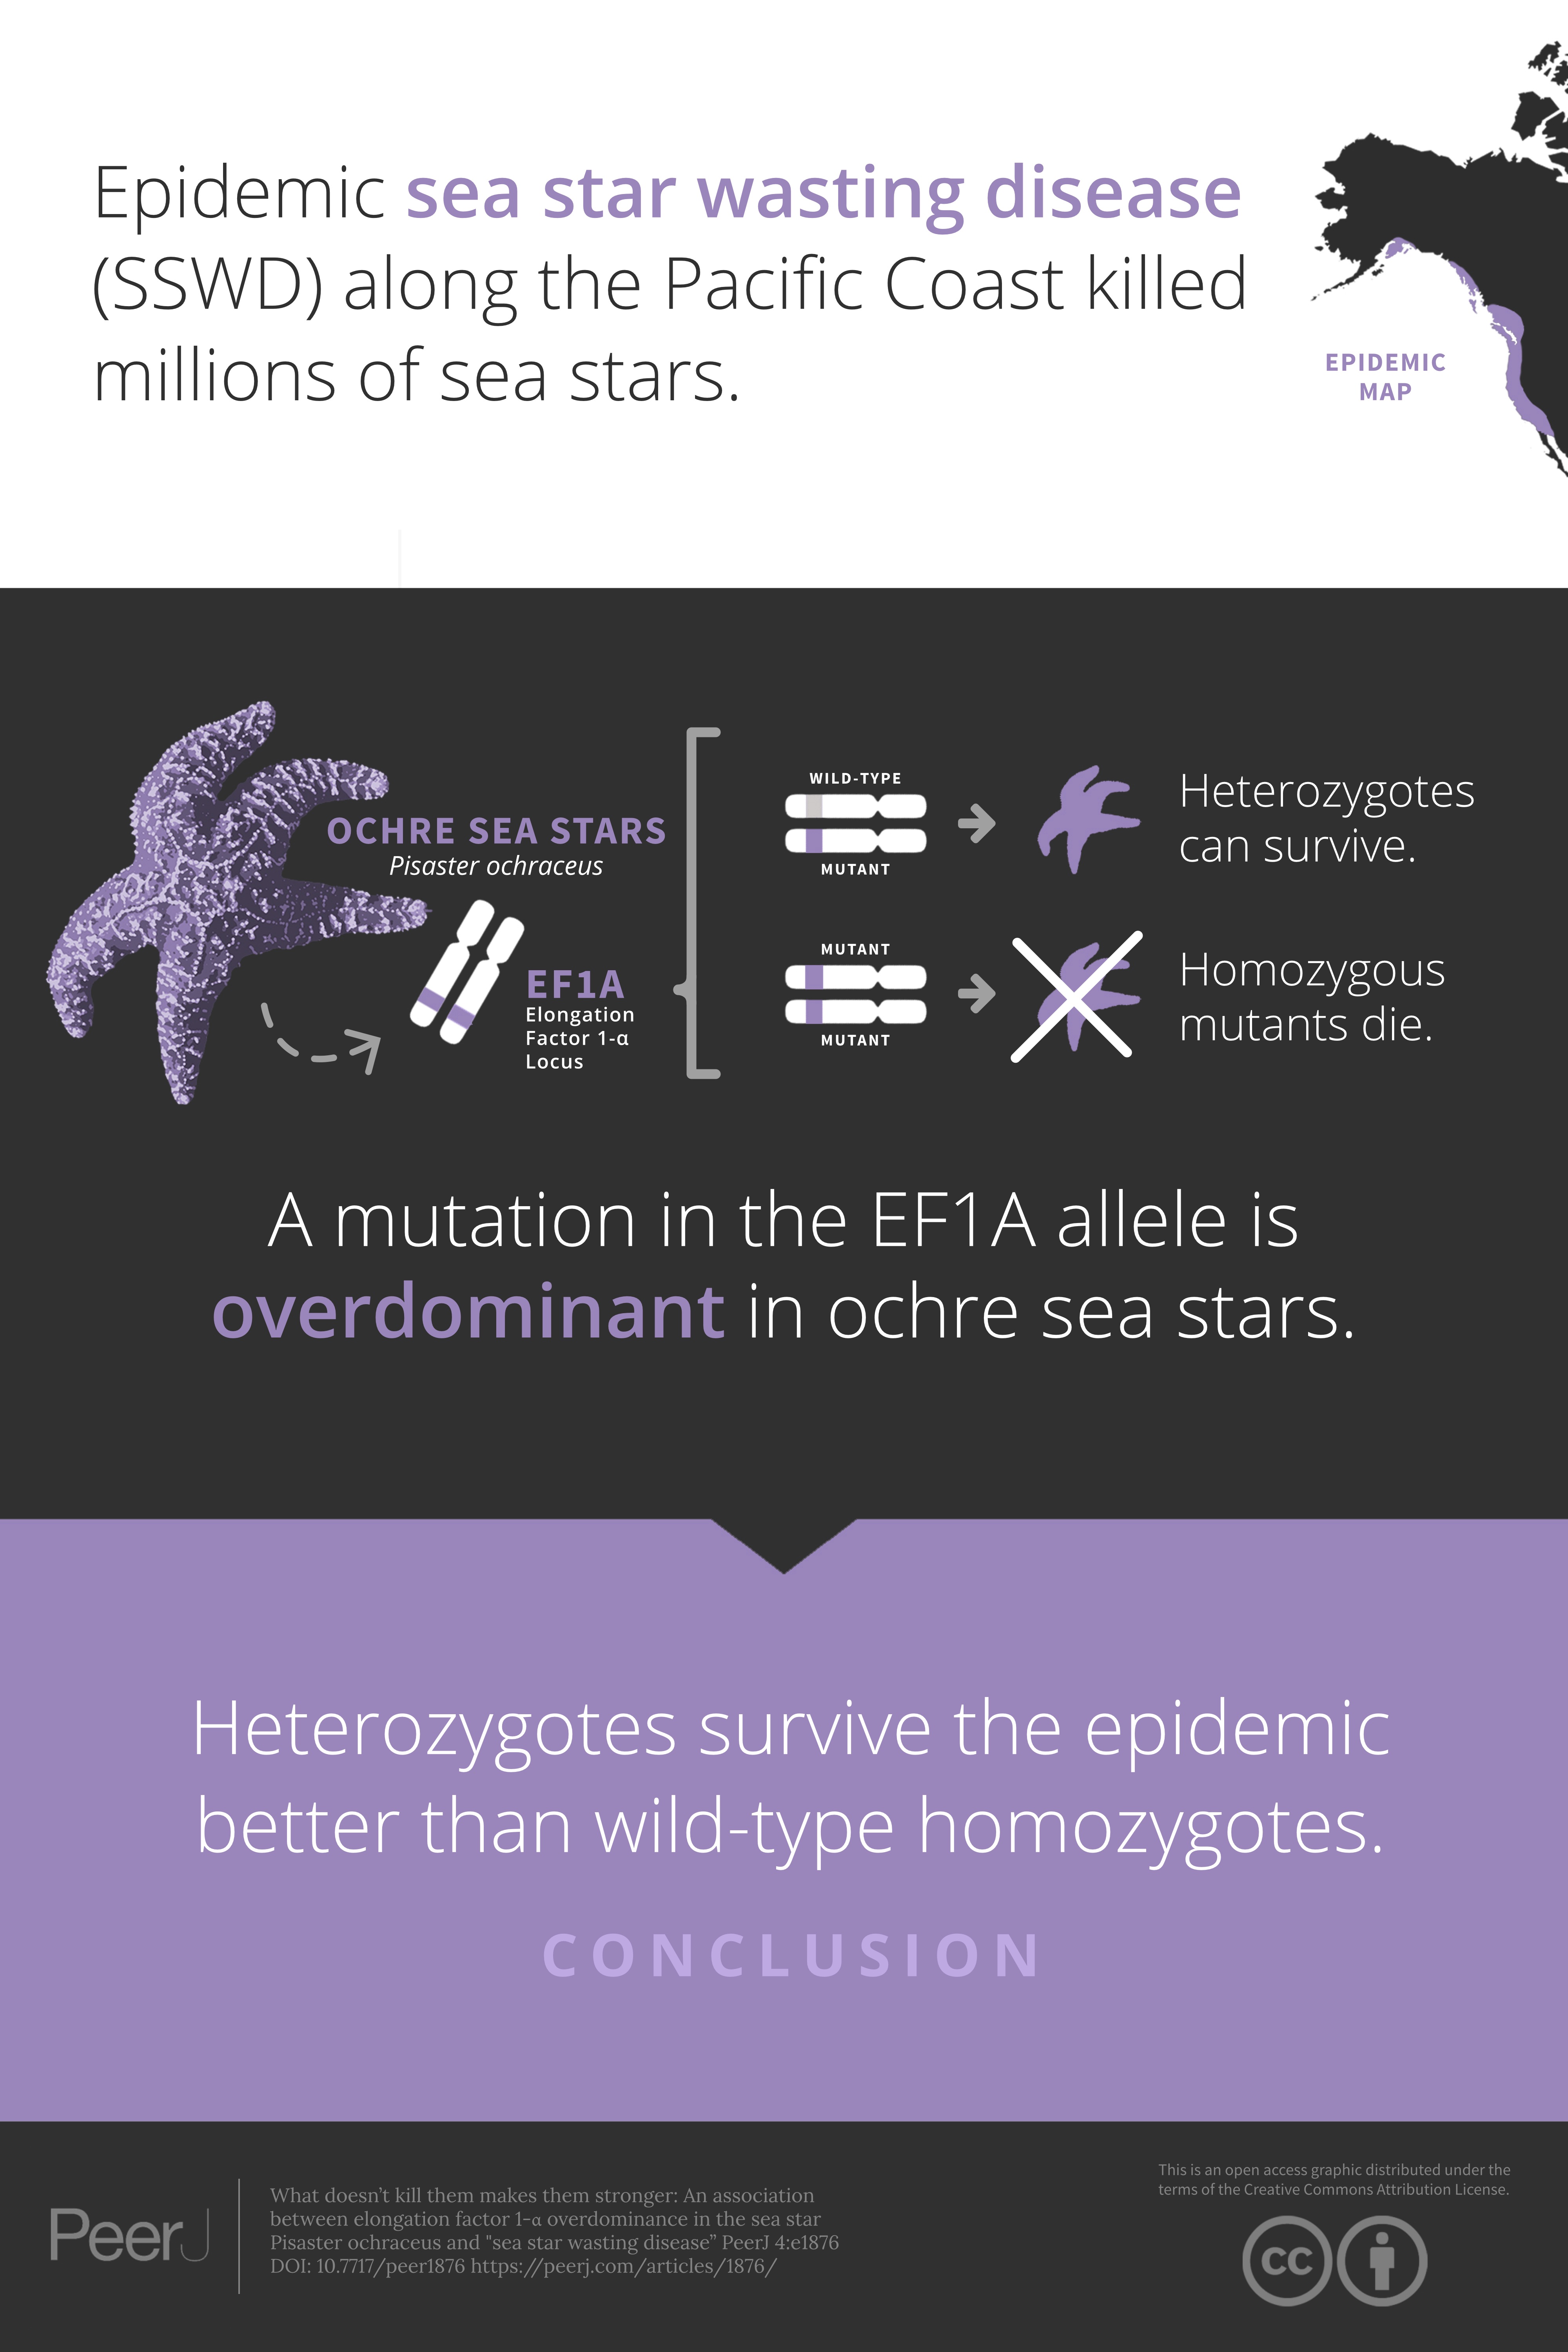 Epidemic sea star wasting disease
(SSWD) along the Pacific Coast killed
millions of sea stars.
EPIDEMIC
MAP
OCHRE SEA STARS
Pisaster ochraceus
EF1A
Elongation
Factor 1-α
Locus
WILD-TYPE
MUTANT
Heterozygotes
can survive.
MUTANT
MUTANT
Homozygous
mutants die.
A mutation in the EF1A allele is
overdominant in ochre sea stars.
Heterozygotes survive the epidemic
better than wild-type homozygotes.
CONCLUSION
PeerJ
What doesn’t kill them makes them stronger: An association
between elongation factor 1-α overdominance in the sea star
Pisaster ochraceus and "sea star wasting disease” PeerJ 4:e1876
DOI: 10.7717/peer1876 https://peerj.com/articles/1876/
This is an open access graphic distributed under the
terms of the Creative Commons Attribution License.
cc